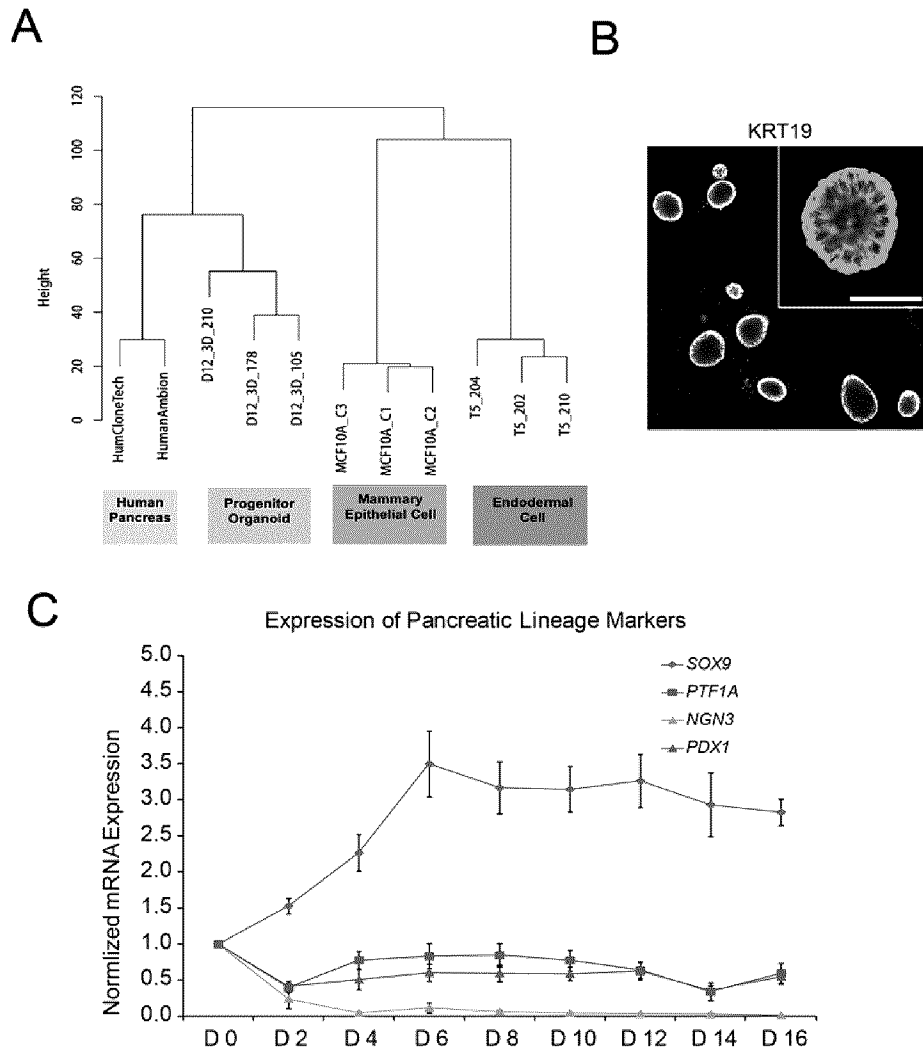 A
B
120
100
80
60
40
20
0
Height
HumCloneTech
HumanAmbion
D12_3D_210
D12_3D_178
D12_3D_105
MCF10A_C3
MCF10A_C1
MCF10A_C2
T5_204
T5_202
T5_210
Human
Pancreas
Progenitor
Organoid
Mammary
Epithelial Cell
Endodermal
Cell
KRT19
C
Expression of Pancreatic Lineage Markers
5.0
4.5
4.0
3.5
3.0
2.5
2.0
1.5
1.0
0.5
0.0
Normlized mRNA Expression
SOX9
PTF1A
NGN3
PDX1
D 0 D 2 D 4 D 6 D 8 D 10 D 12 D 14 D 16